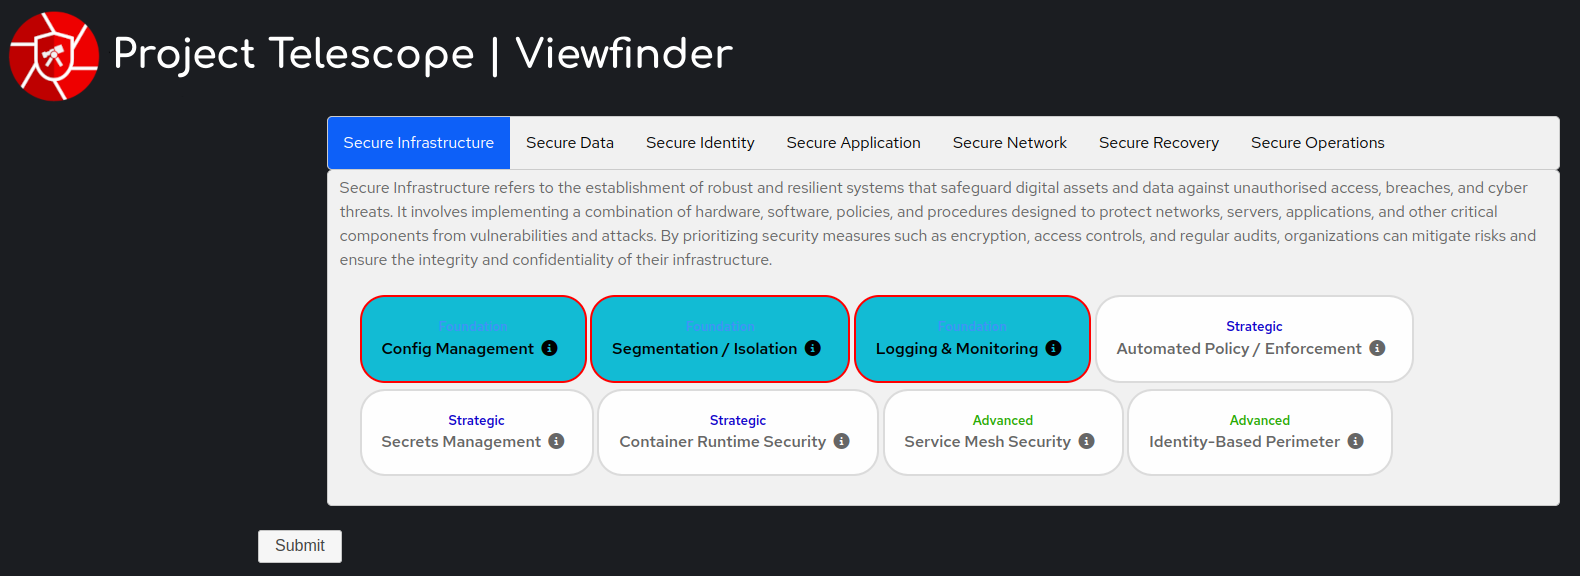 Project Telescope | Viewfinder
Secure Infrastructure Secure Data Secure Identity Secure Application Secure Network Secure Recovery Secure Operations
Secure Infrastructure refers to the establishment of robust and resilient systems that safeguard digital assets and data against unauthorised access, breaches, and cyber
threats. It involves implementing a combination of hardware, software, policies, and procedures designed to protect networks, servers, applications, and other critical
components from vulnerabilities and attacks. By prioritizing security measures such as encryption, access controls, and regular audits, organizations can mitigate risks and
ensure the integrity and confidentiality of their infrastructure.
Foundation
Config Management
Foundation
Segmentation / Isolation
Foundation
Logging & Monitoring
Strategic
Automated Policy / Enforcement
Strategic
Secrets Management
Strategic
Container Runtime Security
Advanced
Service Mesh Security
Advanced
Identity-Based Perimeter
Submit